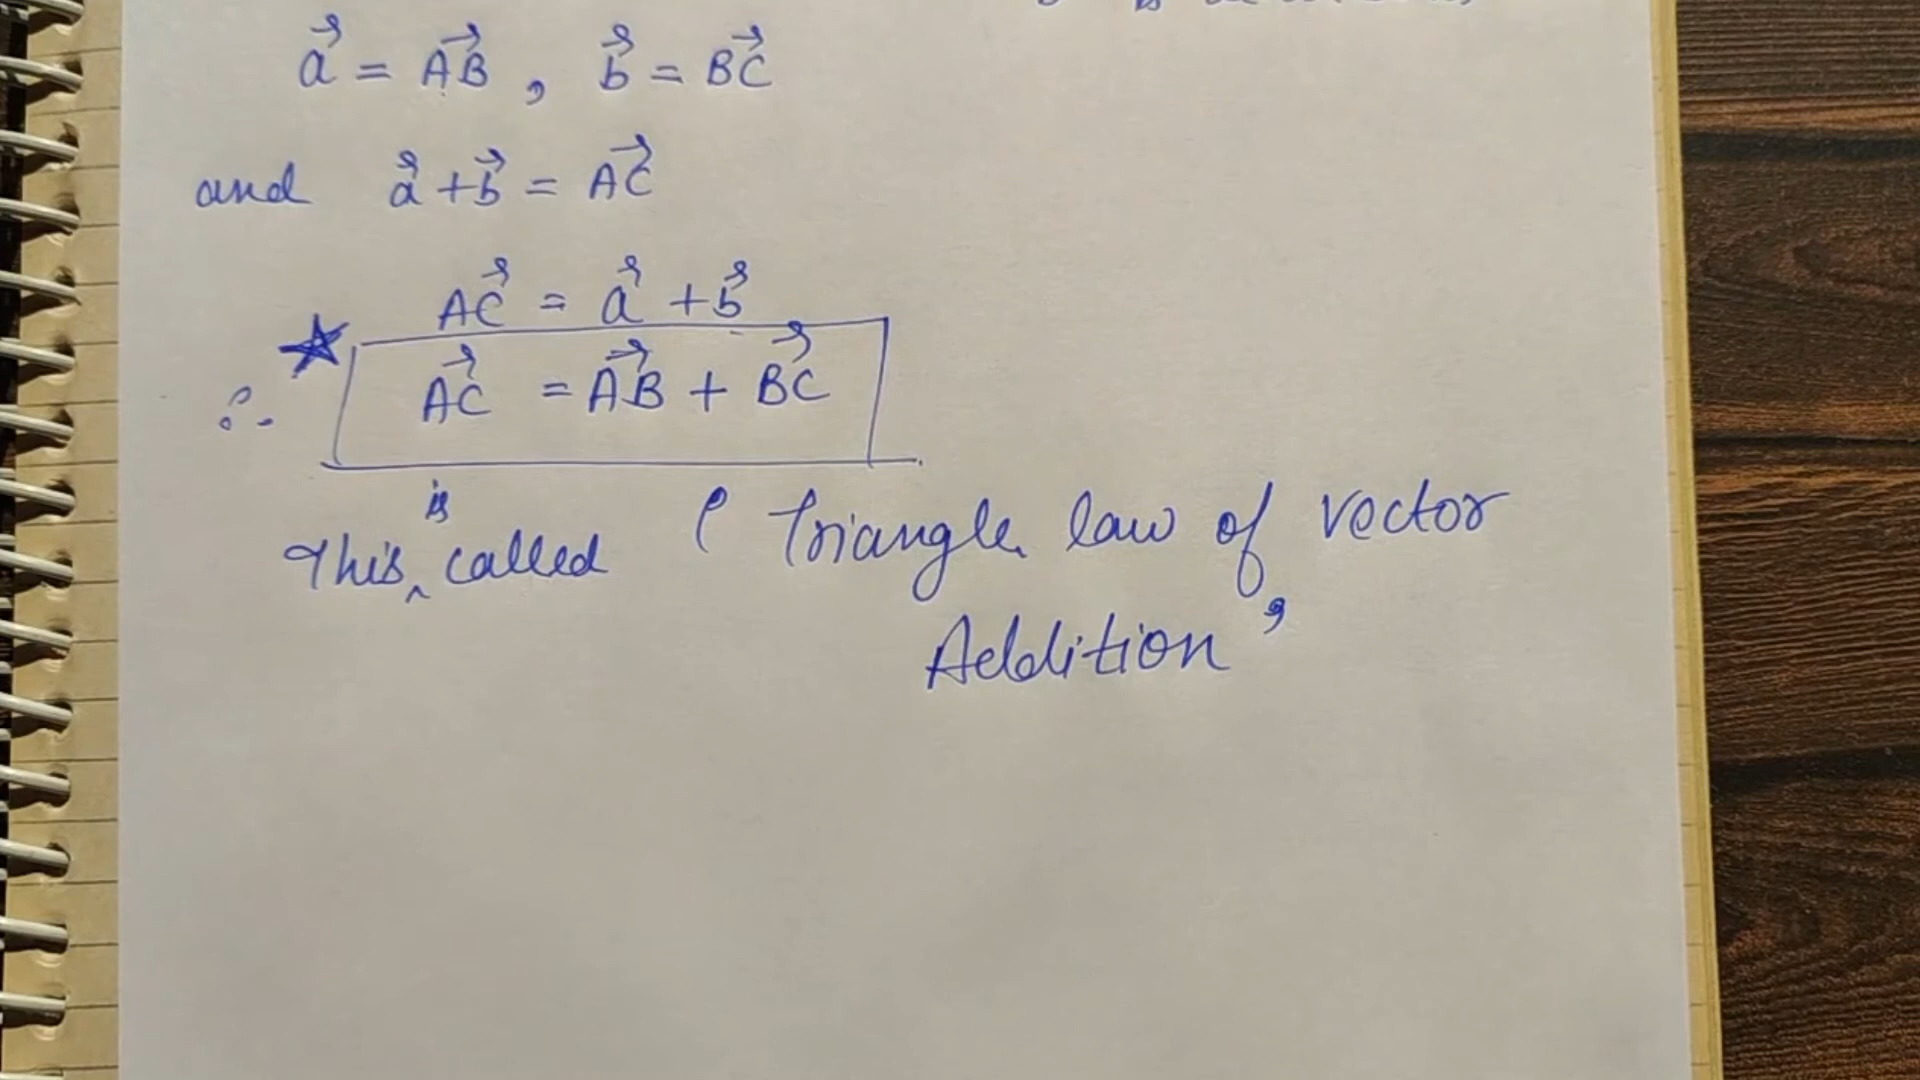 a⃗ = AB⃗ , b⃗ = BC⃗
and a⃗ + b⃗ = AC⃗
AC⃗ = a⃗ + b⃗
∴ ★ AC⃗ = AB⃗ + BC⃗
This is called ‘ Triangle law of vector
Addition ’